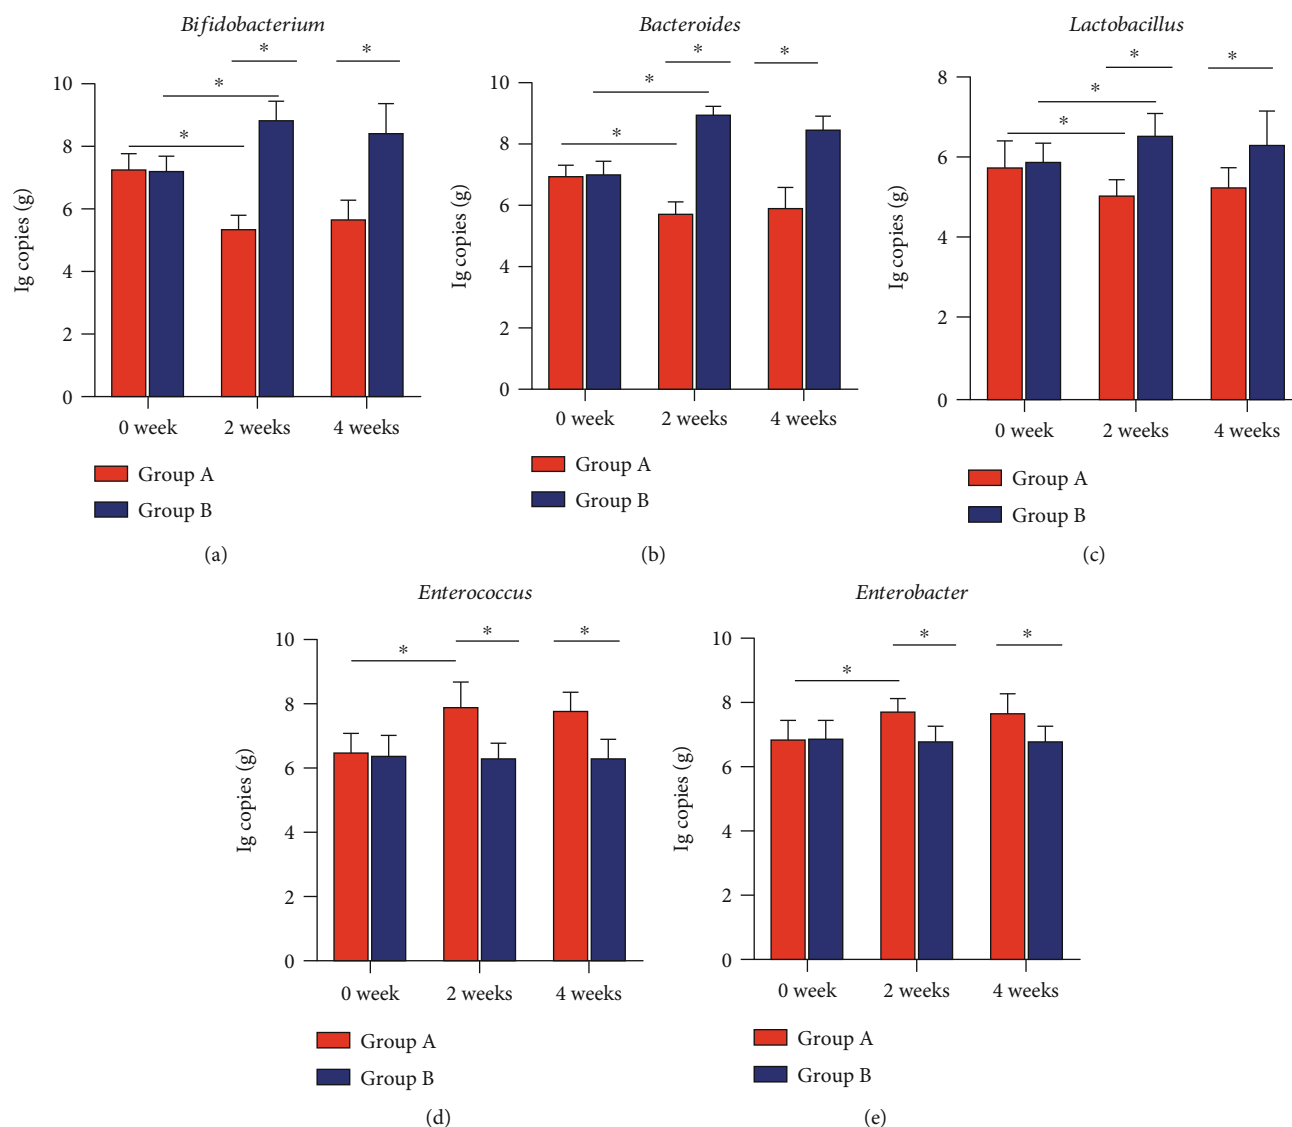 Bifidobacterium
* *
*
*
10
8
6
4
2
0
Ig copies (g)
0 week 2 weeks 4 weeks
Group A
Group B
(a)
Bacteroides
* *
*
*
10
8
6
4
2
0
Ig copies (g)
0 week 2 weeks 4 weeks
Group A
Group B
(b)
Lactobacillus
* *
*
*
8
6
4
2
0
Ig copies (g)
0 week 2 weeks 4 weeks
Group A
Group B
(c)
Enterococcus
* *
*
10
8
6
4
2
0
Ig copies (g)
0 week 2 weeks 4 weeks
Group A
Group B
(d)
Enterobacter
* *
*
10
8
6
4
2
0
Ig copies (g)
0 week 2 weeks 4 weeks
Group A
Group B
(e)